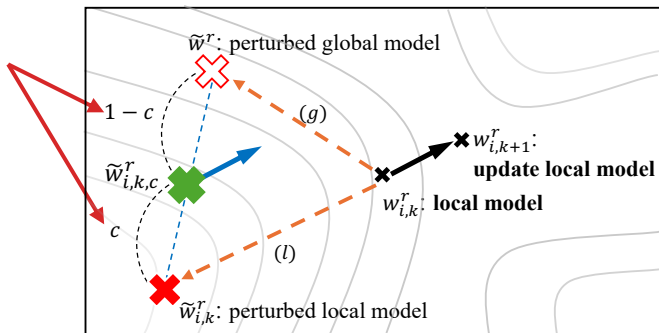 w̃^r: perturbed global model
1 − c
(g)
w^r_{i,k+1}:
update local model
w̃^r_{i,k,c}
w^r_{i,k}: local model
c
(l)
w̃^r_{i,k}: perturbed local model